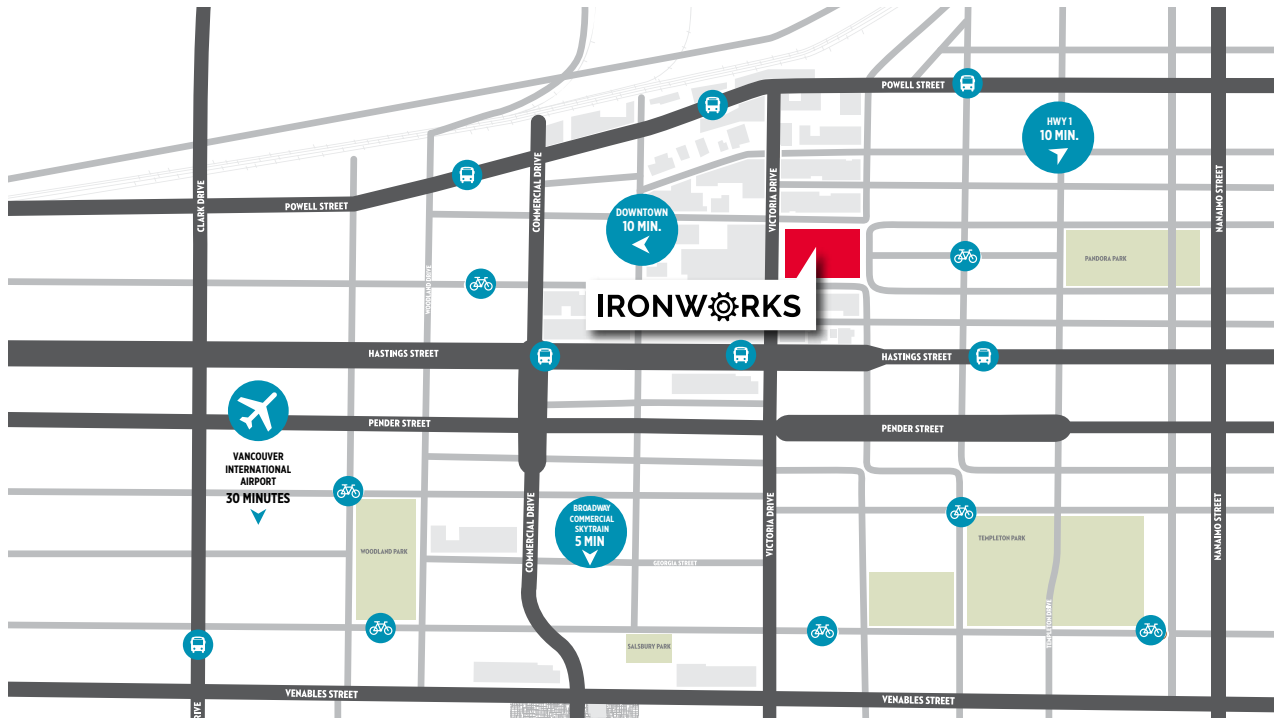 POWELL STREET
HWY 1
10 MIN.
CLARK DRIVE
COMMERCIAL DRIVE
VICTORIA DRIVE
NANAIMO STREET
POWELL STREET
DOWNTOWN
10 MIN.
PANDORA PARK
WOODLAND DRIVE
IRONWORKS
HASTINGS STREET
HASTINGS STREET
PENDER STREET
PENDER STREET
VANCOUVER
INTERNATIONAL
AIRPORT
30 MINUTES
BROADWAY
COMMERCIAL
SKYTRAIN
5 MIN
COMMERCIAL DRIVE
VICTORIA DRIVE
NANAIMO STREET
WOODLAND PARK
TEMPLETON PARK
GEORGIA STREET
TEMPLETON DRIVE
SALSBURY PARK
VENABLES STREET
VENABLES STREET
RIVE